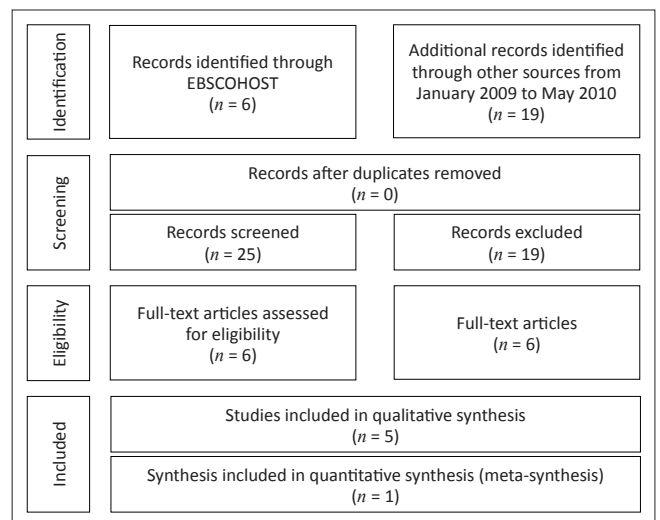 Identification
Records identified through
EBSCOHOST
(n = 6)
Additional records identified
through other sources from
January 2009 to May 2010
(n = 19)
Screening
Records after duplicates removed
(n = 0)
Records screened
(n = 25)
Records excluded
(n = 19)
Eligibility
Full-text articles assessed
for eligibility
(n = 6)
Full-text articles
(n = 6)
Included
Studies included in qualitative synthesis
(n = 5)
Synthesis included in quantitative synthesis (meta-synthesis)
(n = 1)